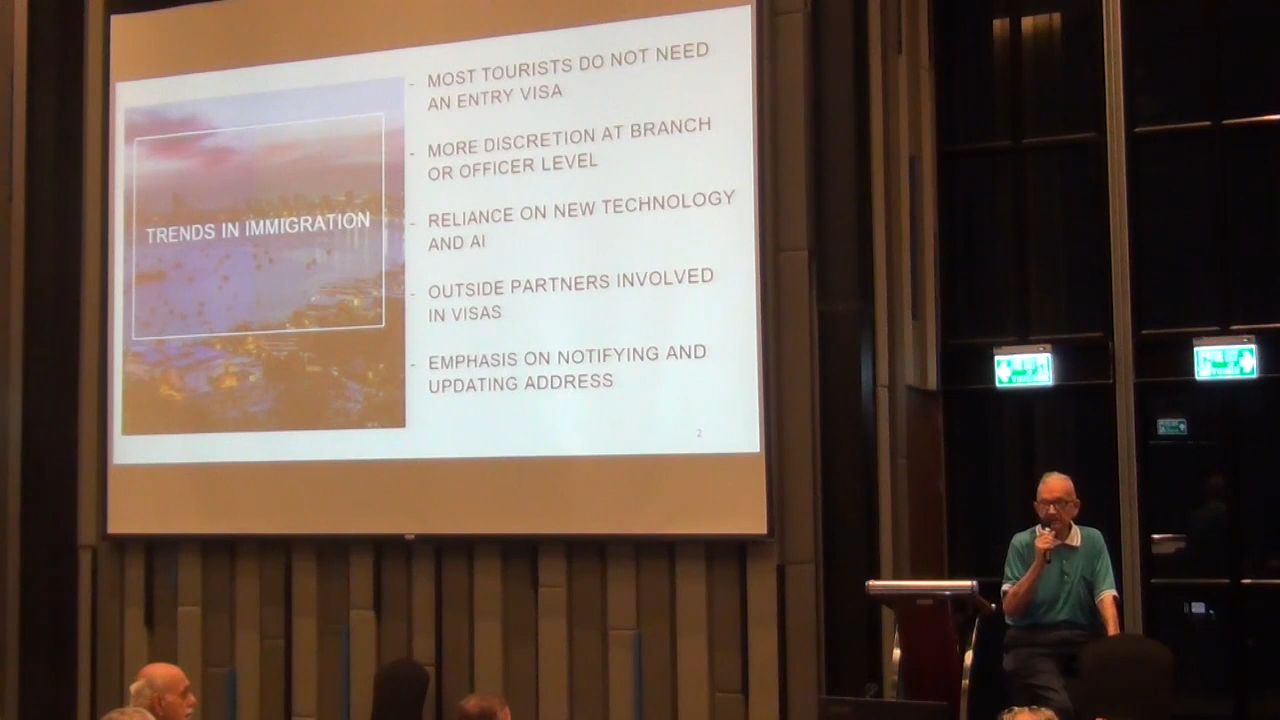 TRENDS IN IMMIGRATION
- MOST TOURISTS DO NOT NEED
AN ENTRY VISA
- MORE DISCRETION AT BRANCH
OR OFFICER LEVEL
- RELIANCE ON NEW TECHNOLOGY
AND AI
- OUTSIDE PARTNERS INVOLVED
IN VISAS
- EMPHASIS ON NOTIFYING AND
UPDATING ADDRESS
2